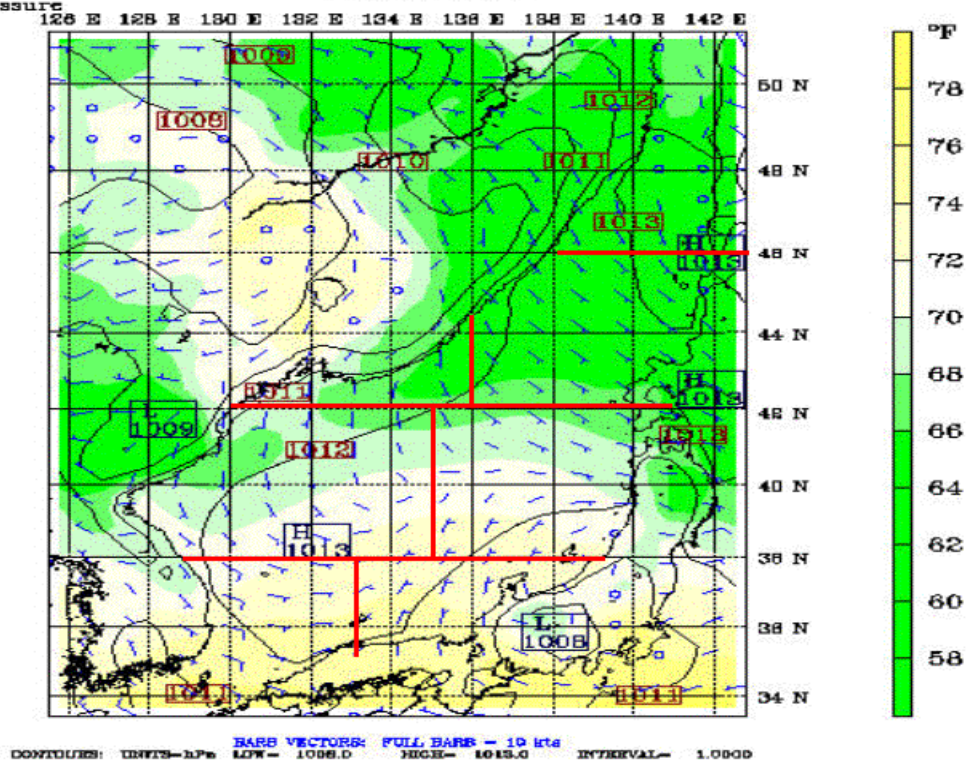 ssure
126 E 128 E 130 E 132 E 134 E 136 E 138 E 140 E 142 E
°F
1009
50 N
78
1012
1008
76
1010
1011
48 N
74
1013
H
1013
46 N
72
70
44 N
68
H
1013
1011
L
1009
42 N
66
1013
1012
64
40 N
H
1013
62
38 N
60
L
1008
36 N
58
1011
1011
34 N
BARB VECTORS: FULL BARB = 10 kts
CONTOURS: UNITS=hPa LOW= 1008.0 HIGH= 1013.0 INTERVAL= 1.0000